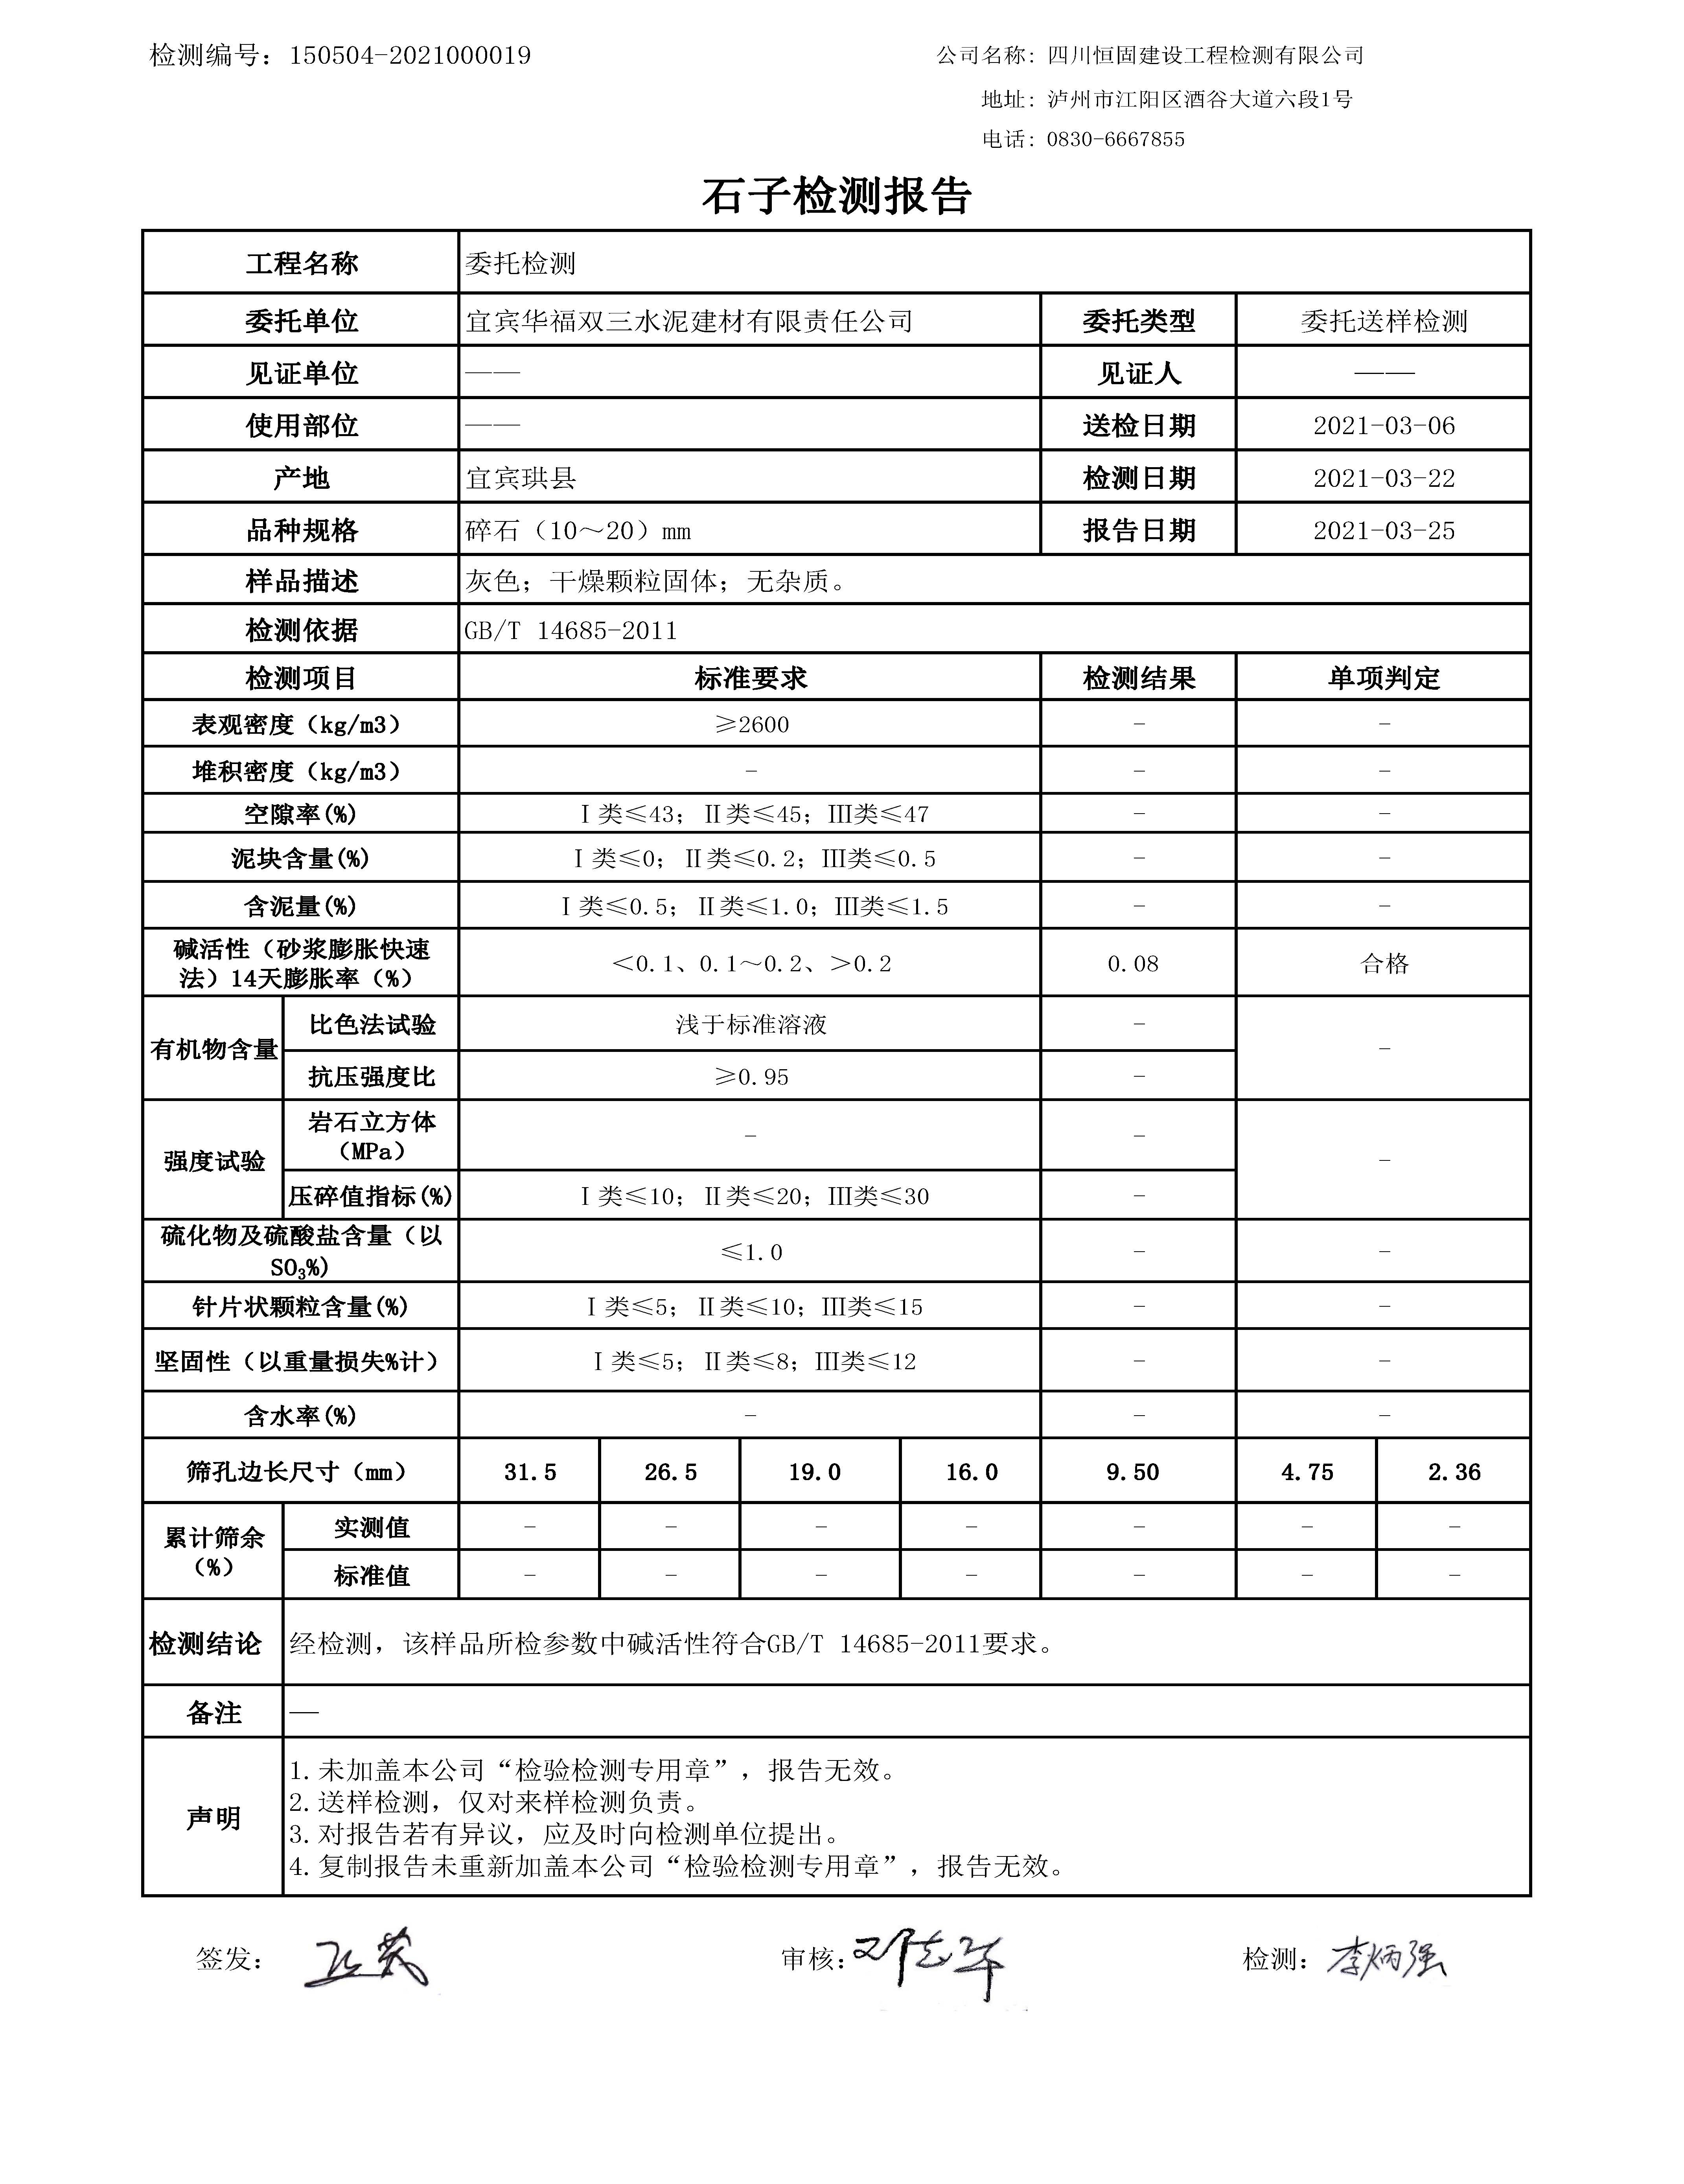 检测编号：150504-2021000019
公司名称：四川恒固建设工程检测有限公司
地址：泸州市江阳区酒谷大道六段1号
电话：0830-6667855
石子检测报告
工程名称 委托检测
委托单位 宜宾华福双三水泥建材有限责任公司 委托类型 委托送样检测
见证单位 —— 见证人 ——
使用部位 —— 送检日期 2021-03-06
产地 宜宾珙县 检测日期 2021-03-22
品种规格 碎石（10～20）mm 报告日期 2021-03-25
样品描述 灰色；干燥颗粒固体；无杂质。
检测依据 GB/T 14685-2011
检测项目 标准要求 检测结果 单项判定
表观密度（kg/m3） ≥2600 - -
堆积密度（kg/m3） - - -
空隙率(%) Ⅰ类≤43；Ⅱ类≤45；Ⅲ类≤47 - -
泥块含量(%) Ⅰ类≤0；Ⅱ类≤0.2；Ⅲ类≤0.5 - -
含泥量(%) Ⅰ类≤0.5；Ⅱ类≤1.0；Ⅲ类≤1.5 - -
碱活性（砂浆膨胀快速
法）14天膨胀率（%） ＜0.1、0.1～0.2、＞0.2 0.08 合格
有机物含量 比色法试验 浅于标准溶液 - -
抗压强度比 ≥0.95 -
强度试验 岩石立方体
（MPa） - - -
压碎值指标(%) Ⅰ类≤10；Ⅱ类≤20；Ⅲ类≤30 -
硫化物及硫酸盐含量（以
SO₃%) ≤1.0 - -
针片状颗粒含量(%) Ⅰ类≤5；Ⅱ类≤10；Ⅲ类≤15 - -
坚固性（以重量损失%计） Ⅰ类≤5；Ⅱ类≤8；Ⅲ类≤12 - -
含水率(%) - - -
筛孔边长尺寸（mm） 31.5 26.5 19.0 16.0 9.50 4.75 2.36
累计筛余
（%） 实测值 - - - - - - -
标准值 - - - - - - -
检测结论 经检测，该样品所检参数中碱活性符合GB/T 14685-2011要求。
备注 —
声明
1.未加盖本公司“检验检测专用章”，报告无效。
2.送样检测，仅对来样检测负责。
3.对报告若有异议，应及时向检测单位提出。
4.复制报告未重新加盖本公司“检验检测专用章”，报告无效。
签发： 审核： 检测：李炳强